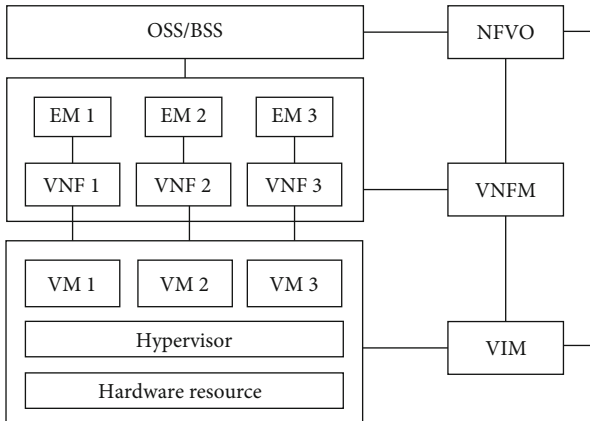 OSS/BSS
NFVO
EM 1
EM 2
EM 3
VNF 1
VNF 2
VNF 3
VNFM
VM 1
VM 2
VM 3
Hypervisor
VIM
Hardware resource